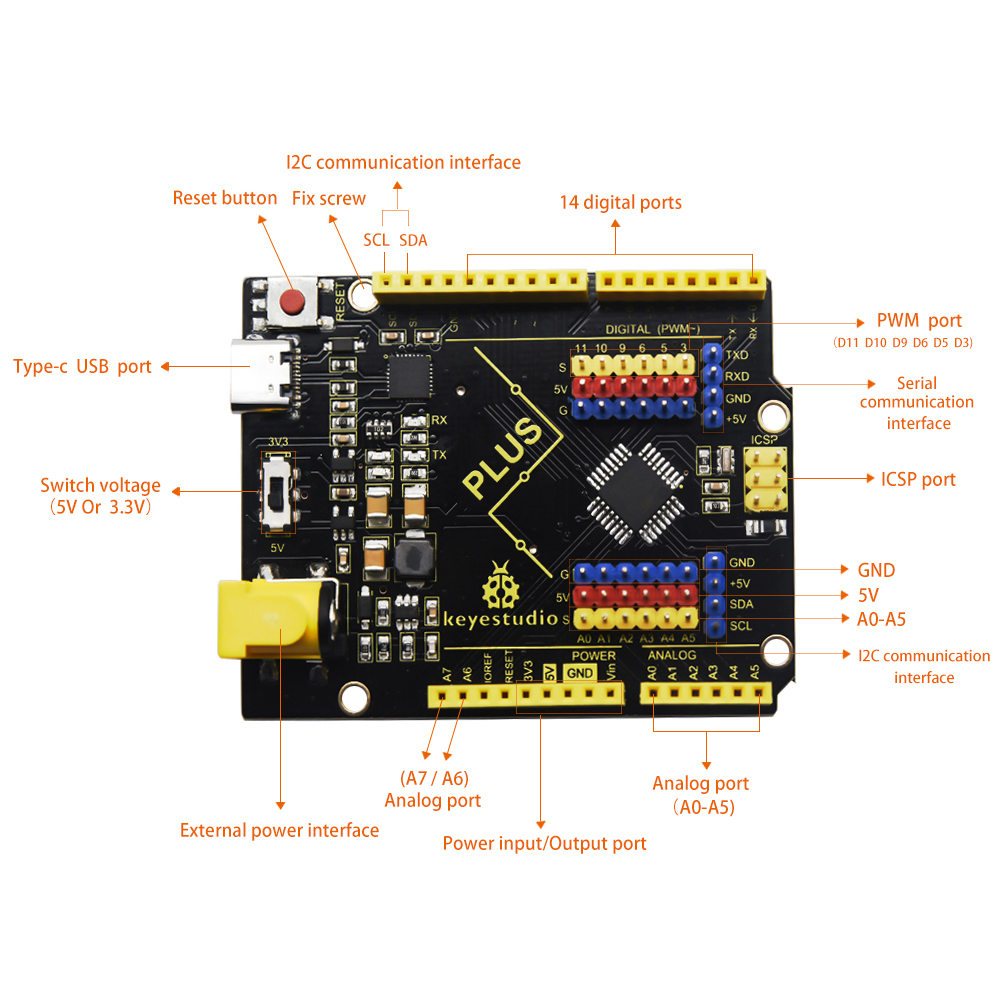 I2C communication interface
Reset button
Fix screw
14 digital ports
SCL SDA
RESET
GN
TX
RX
DIGITAL (PWM~)
PWM port
(D11 D10 D9 D6 D5 D3)
11 10 9 6 5 3
S
5V
G
TXD
RXD
GND
+5V
Type-c USB port
Serial
communication
interface
RX
TX
3V3
PLUS
ICSP
ICSP port
Switch voltage
(5V Or 3.3V)
5V
G
5V
S
GND
+5V
SDA
SCL
GND
5V
A0-A5
keyestudio
A0 A1 A2 A3 A4 A5
I2C communication
interface
POWER
ANALOG
A7
A6
IOREF
RESET
3V3
5V
GND
Vin
A0
A1
A2
A3
A4
A5
(A7 / A6)
Analog port
Analog port
(A0-A5)
External power interface
Power input/Output port